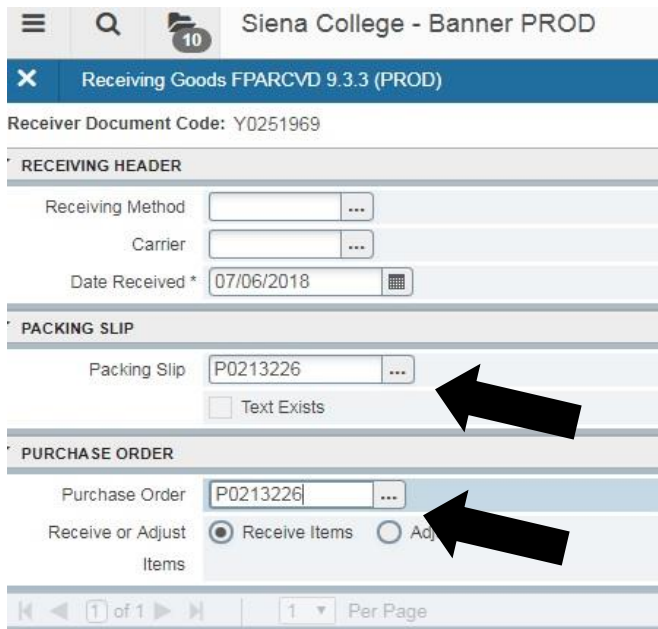 10
Siena College - Banner PROD
Receiving Goods FPARCVD 9.3.3 (PROD)
Receiver Document Code: Y0251969
RECEIVING HEADER
Receiving Method ...
Carrier ...
Date Received * 07/06/2018
PACKING SLIP
Packing Slip P0213226 ...
Text Exists
PURCHASE ORDER
Purchase Order P0213226 ...
Receive or Adjust Items Receive Items
1 of 1 1 Per Page